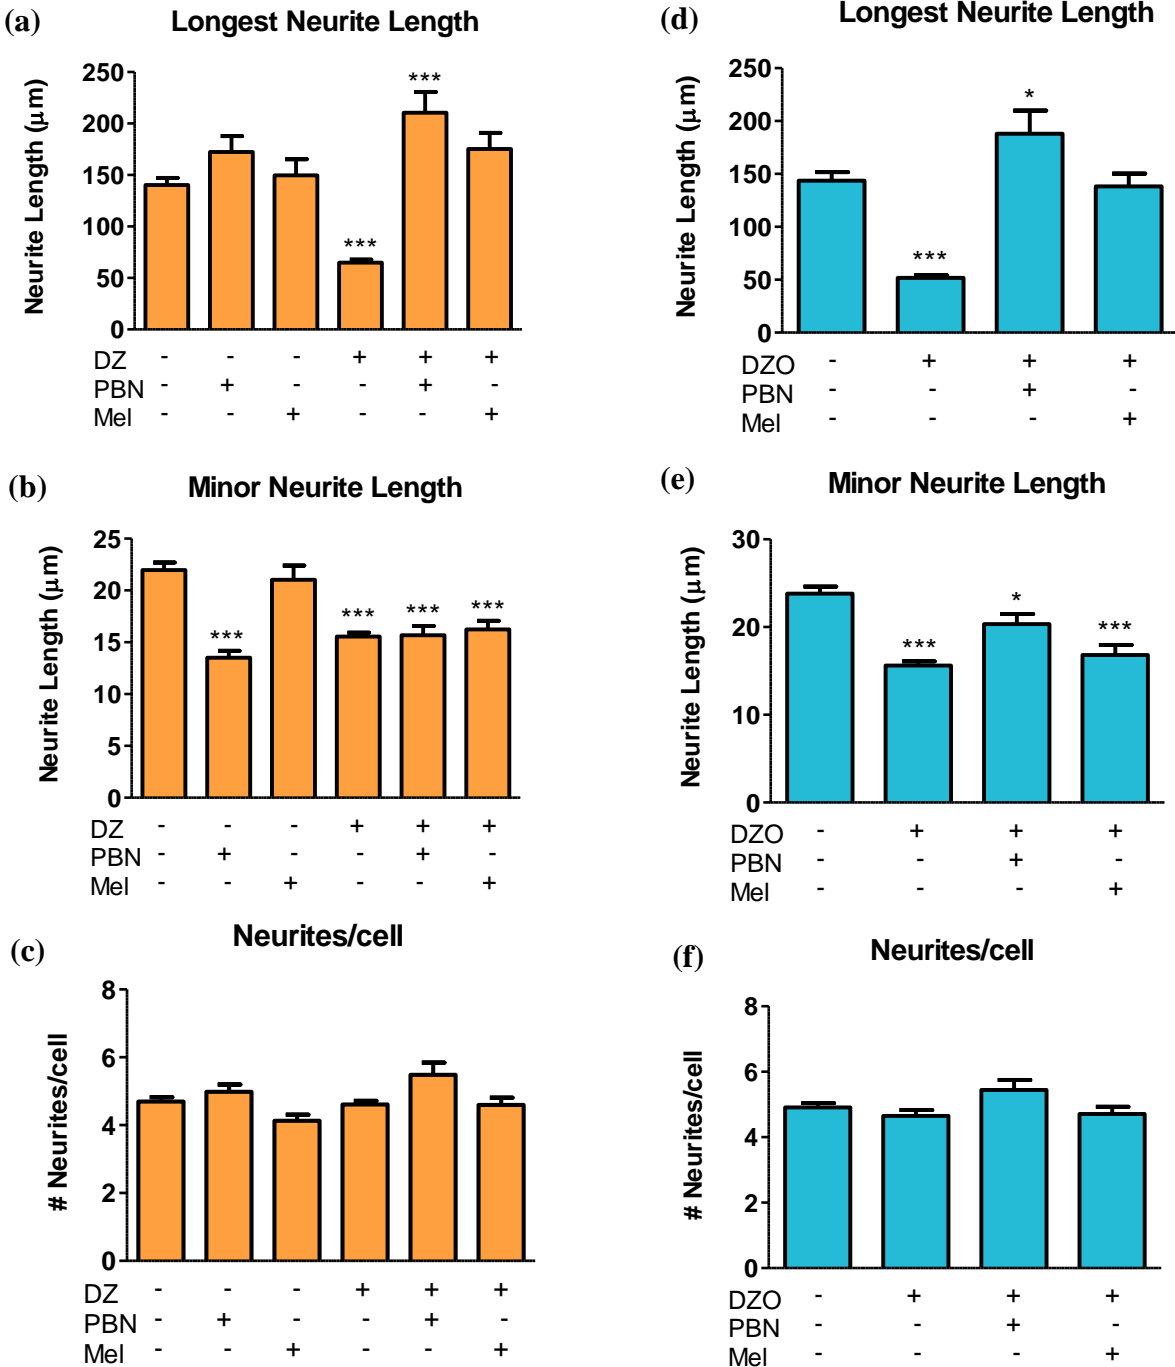 (a)
Longest Neurite Length
Neurite Length (μm)
250
200
150
100
50
0
***
***
DZ - - - + + +
PBN - + - - + -
Mel - - + - - +
(d)
Longest Neurite Length
Neurite Length (μm)
250
200
150
100
50
0
***
*
DZO - + + +
PBN - - + -
Mel - - - +
(b)
Minor Neurite Length
Neurite Length (μm)
25
20
15
10
5
0
***
***
***
***
DZ - - - + + +
PBN - + - - + -
Mel - - + - - +
(e)
Minor Neurite Length
Neurite Length (μm)
30
20
10
0
***
*
***
DZO - + + +
PBN - - + -
Mel - - - +
(c)
Neurites/cell
# Neurites/cell
8
6
4
2
0
DZ - - - + + +
PBN - + - - + -
Mel - - + - - +
(f)
Neurites/cell
# Neurites/cell
8
6
4
2
0
DZO - + + +
PBN - - + -
Mel - - - +